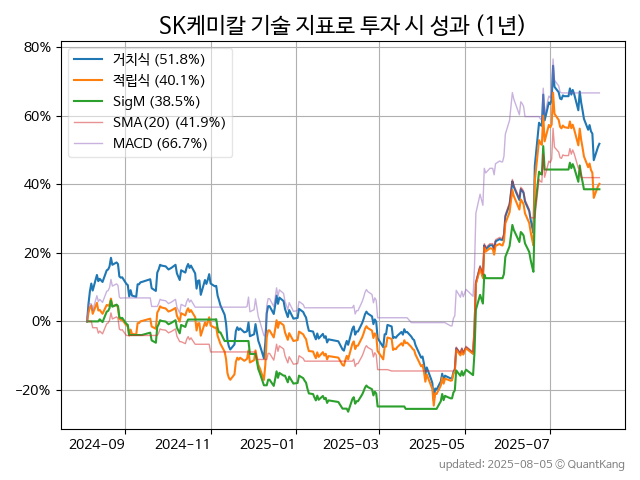 SK케미칼 기술 지표로 투자 시 성과 (1년)
80%
60%
40%
20%
0%
−20%
거치식 (51.8%)
적립식 (40.1%)
SigM (38.5%)
SMA(20) (41.9%)
MACD (66.7%)
2024-09
2024-11
2025-01
2025-03
2025-05
2025-07
updated: 2025-08-05 © QuantKang